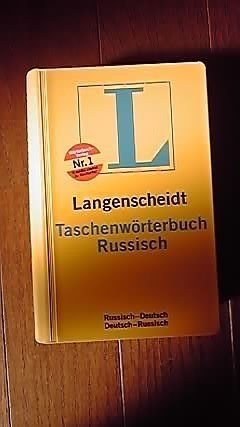 L
Nr.1
Langenscheidt
Taschenwörterbuch
Russisch
Russisch–Deutsch
Deutsch–Russisch